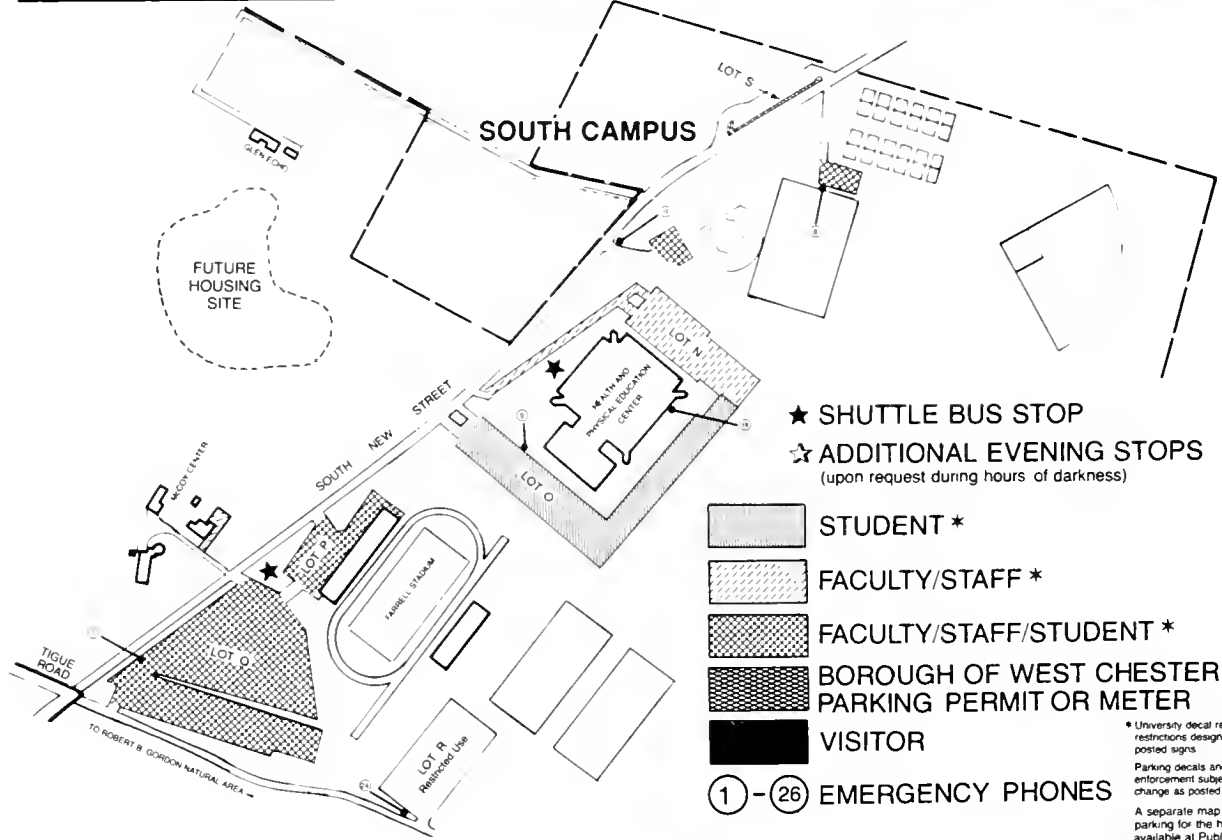 LOT S
SOUTH CAMPUS
GLEN ECHO
FUTURE
HOUSING
SITE
LOT N
HEALTH AND
PHYSICAL EDUCATION
CENTER
SOUTH NEW STREET
LOT O
McCOY CENTER
LOT P
FARRELL STADIUM
LOT Q
TIGUE
ROAD
TO ROBERT B. GORDON NATURAL AREA
LOT R
Restricted Use
★ SHUTTLE BUS STOP
☆ ADDITIONAL EVENING STOPS
(upon request during hours of darkness)
STUDENT *
FACULTY/STAFF *
FACULTY/STAFF/STUDENT *
BOROUGH OF WEST CHESTER
PARKING PERMIT OR METER
VISITOR
1 - 26 EMERGENCY PHONES
* University decal re
restrictions design
posted signs
Parking decals and
enforcement subje
change as posted
A separate map
parking for the h
available at Publ